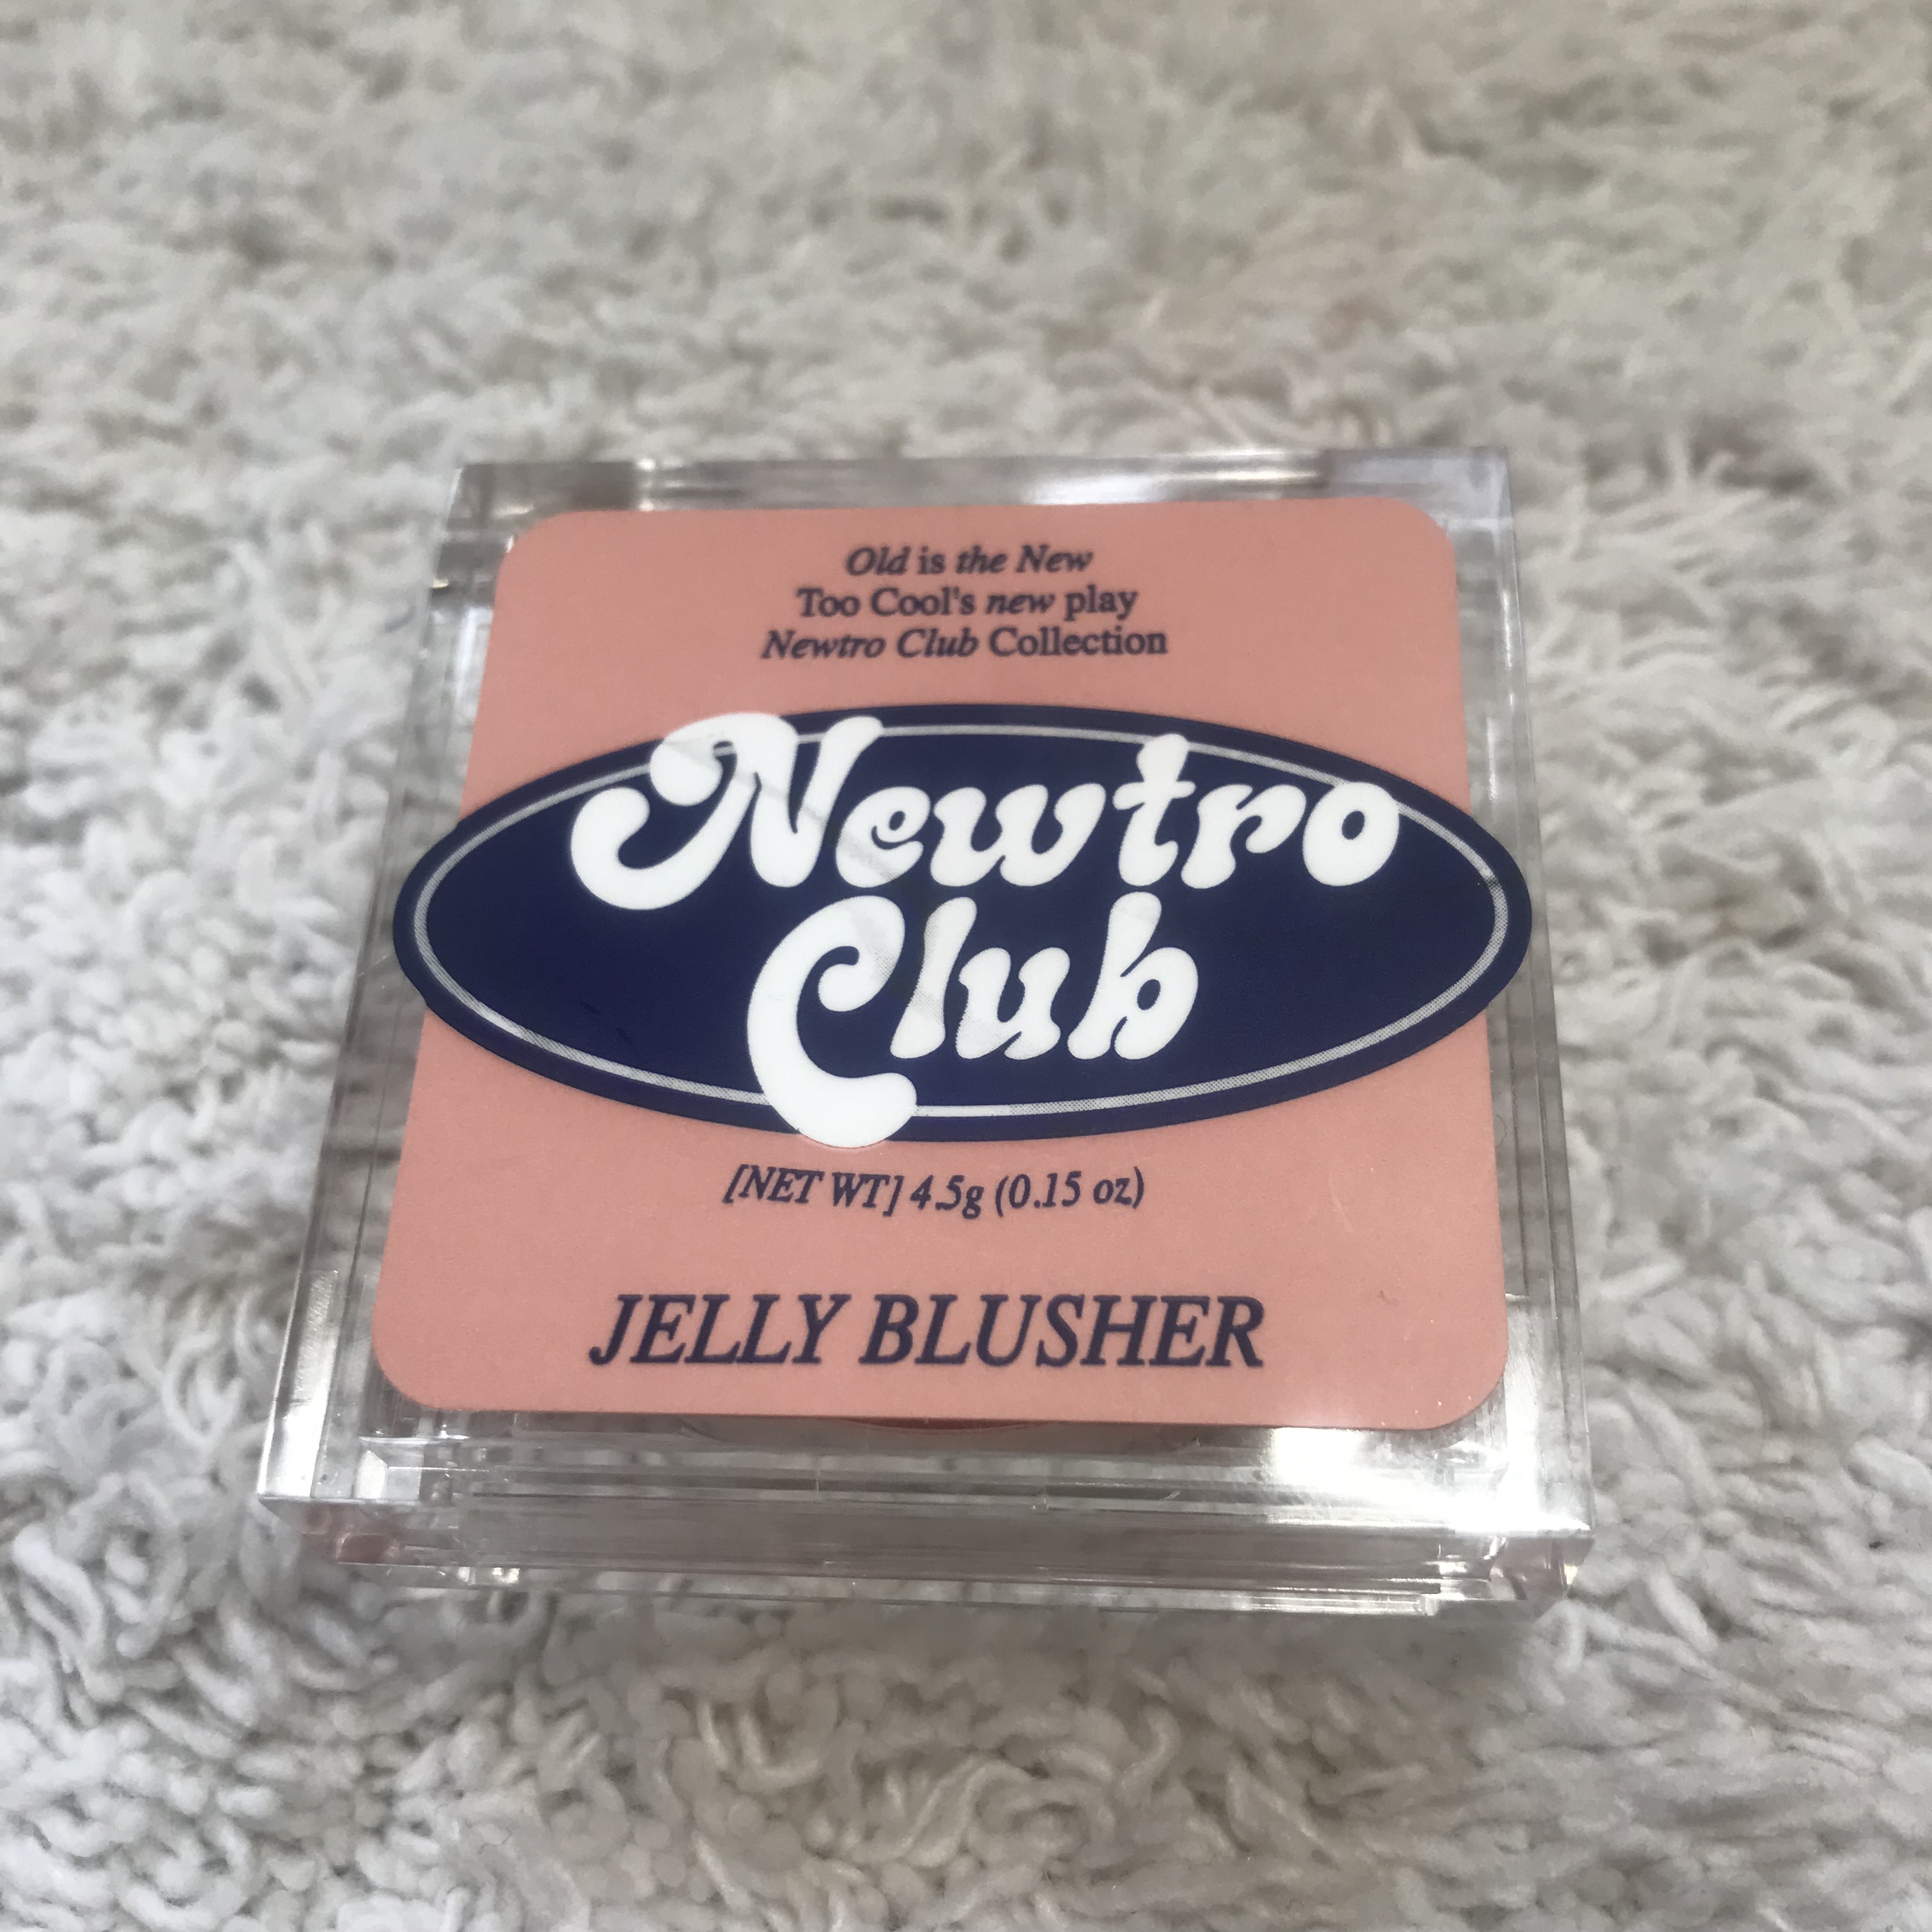 Old is the New
Too Cool's new play
Newtro Club Collection
Newtro
Club
[NET WT] 4.5g (0.15 oz)
JELLY BLUSHER